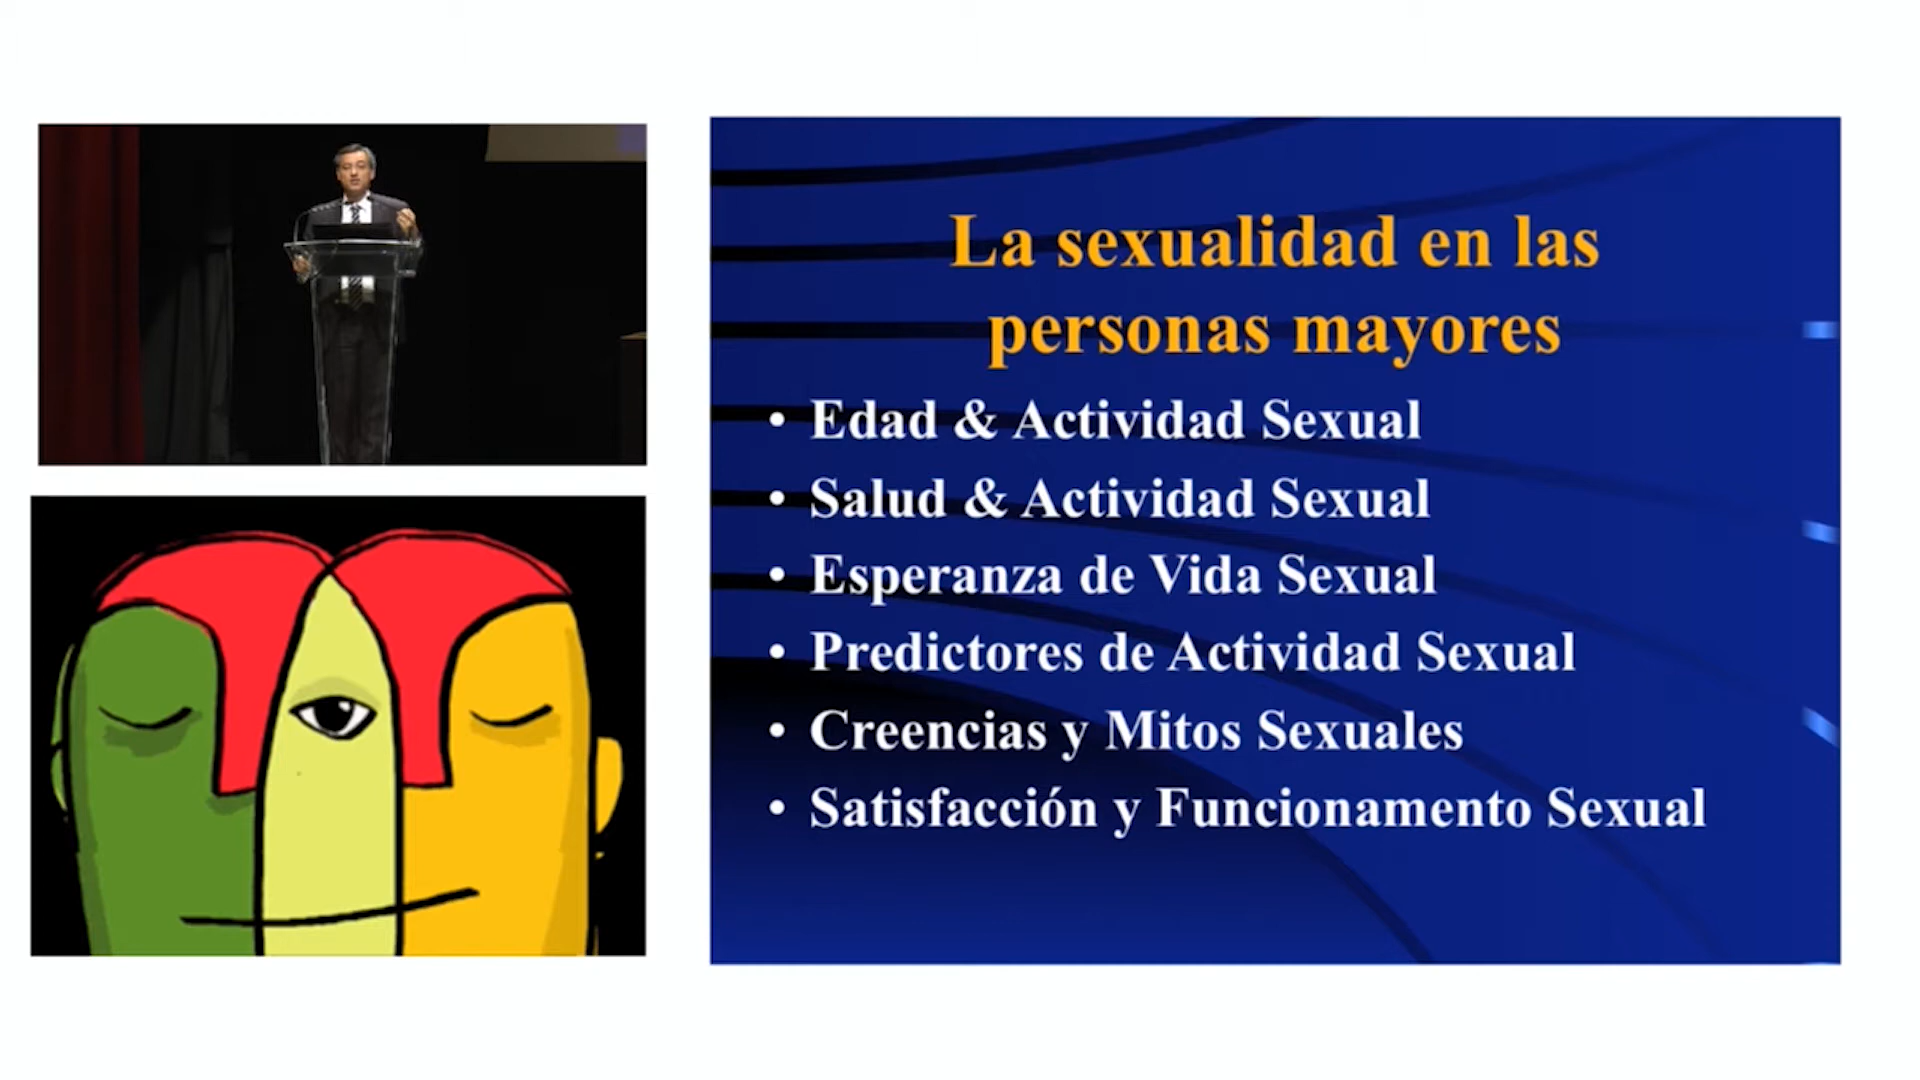 La sexualidad en las
personas mayores
• Edad & Actividad Sexual
• Salud & Actividad Sexual
• Esperanza de Vida Sexual
• Predictores de Actividad Sexual
• Creencias y Mitos Sexuales
• Satisfacción y Funcionamento Sexual